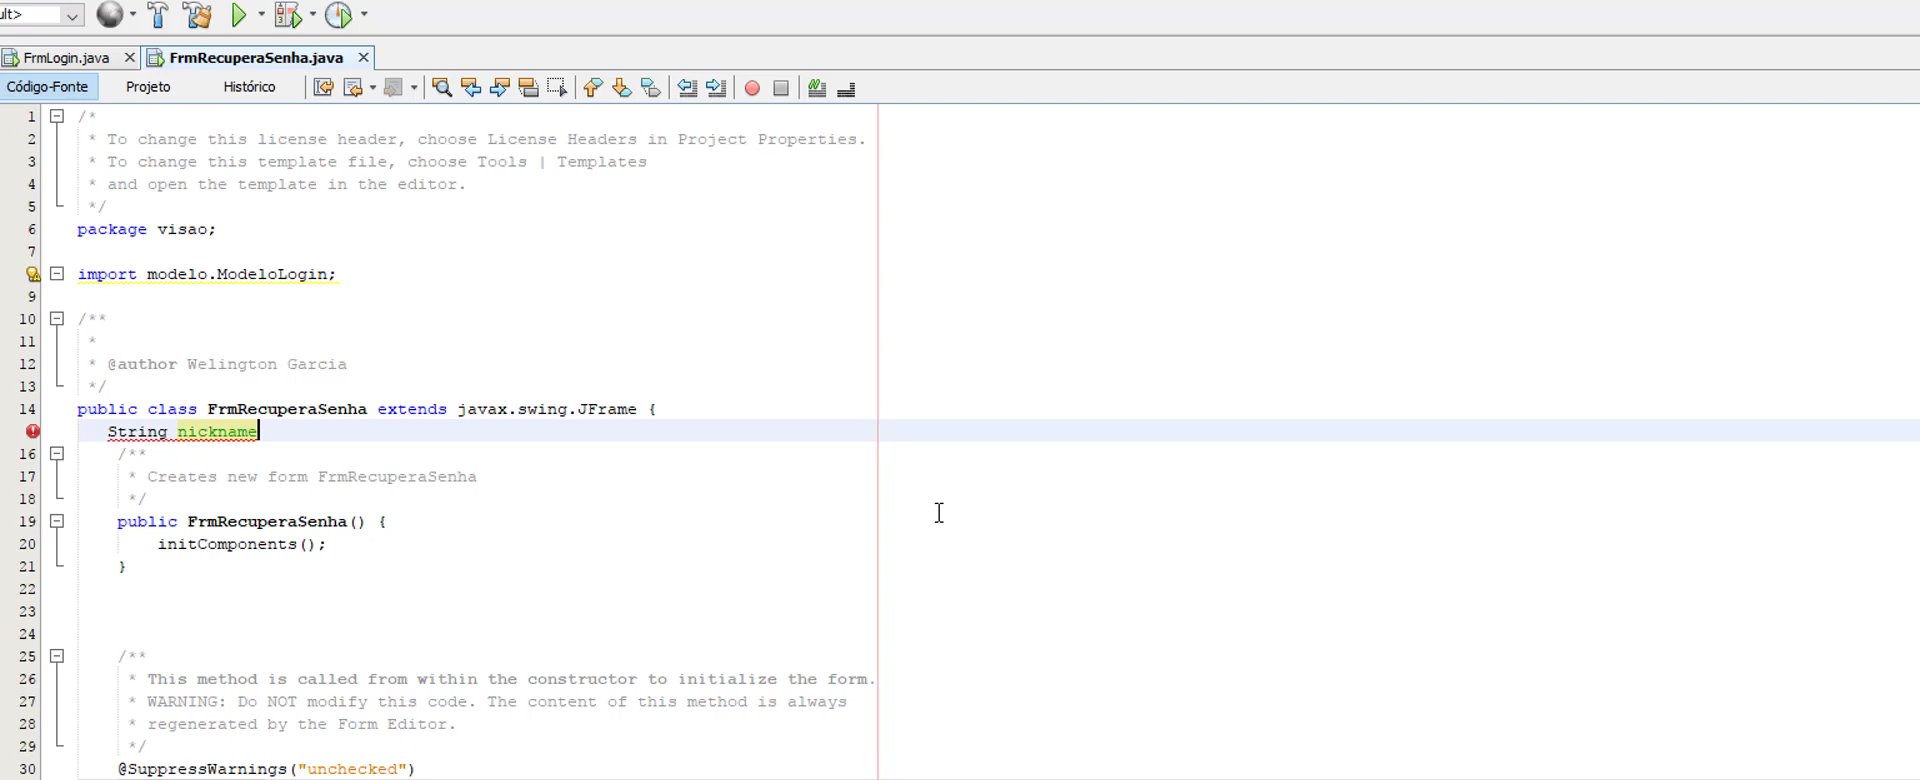 ult>
FrmLogin.java
FrmRecuperaSenha.java
Código-Fonte Projeto Histórico
1 /*
2 * To change this license header, choose License Headers in Project Properties.
3 * To change this template file, choose Tools | Templates
4 * and open the template in the editor.
5 */
6 package visao;
7
import modelo.ModeloLogin;
9
10 /**
11 *
12 * @author Welington Garcia
13 */
14 public class FrmRecuperaSenha extends javax.swing.JFrame {
String nickname
16 /**
17 * Creates new form FrmRecuperaSenha
18 */
19 public FrmRecuperaSenha() {
20 initComponents();
21 }
22
23
24
25 /**
26 * This method is called from within the constructor to initialize the form.
27 * WARNING: Do NOT modify this code. The content of this method is always
28 * regenerated by the Form Editor.
29 */
30 @SuppressWarnings("unchecked")